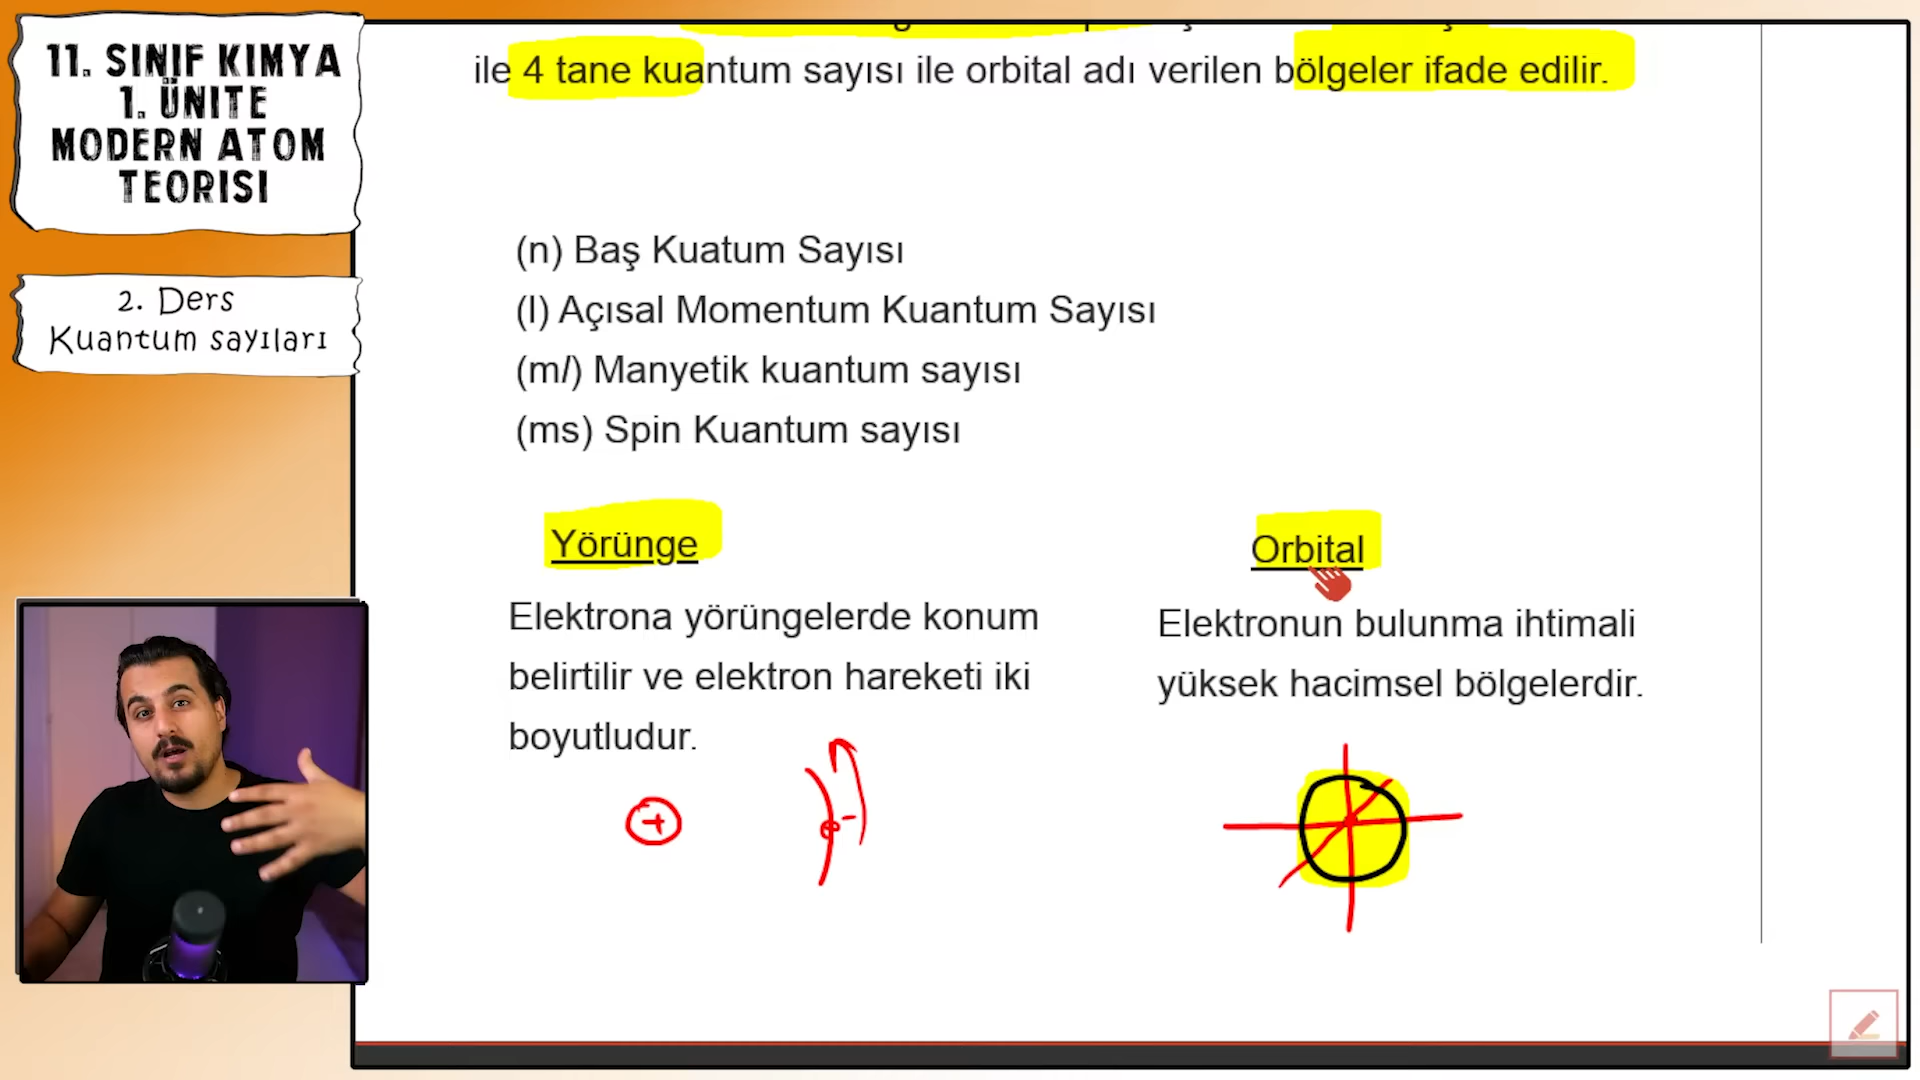 11. SINIF KIMYA
1. ÜNITE
MODERN ATOM
TEORISI
2. Ders
Kuantum sayıları
ile 4 tane kuantum sayısı ile orbital adı verilen bölgeler ifade edilir.
(n) Baş Kuatum Sayısı
(l) Açısal Momentum Kuantum Sayısı
(ml) Manyetik kuantum sayısı
(ms) Spin Kuantum sayısı
Yörünge
Elektrona yörüngelerde konum
belirtilir ve elektron hareketi iki
boyutludur.
+
-
Orbital
Elektronun bulunma ihtimali
yüksek hacimsel bölgelerdir.